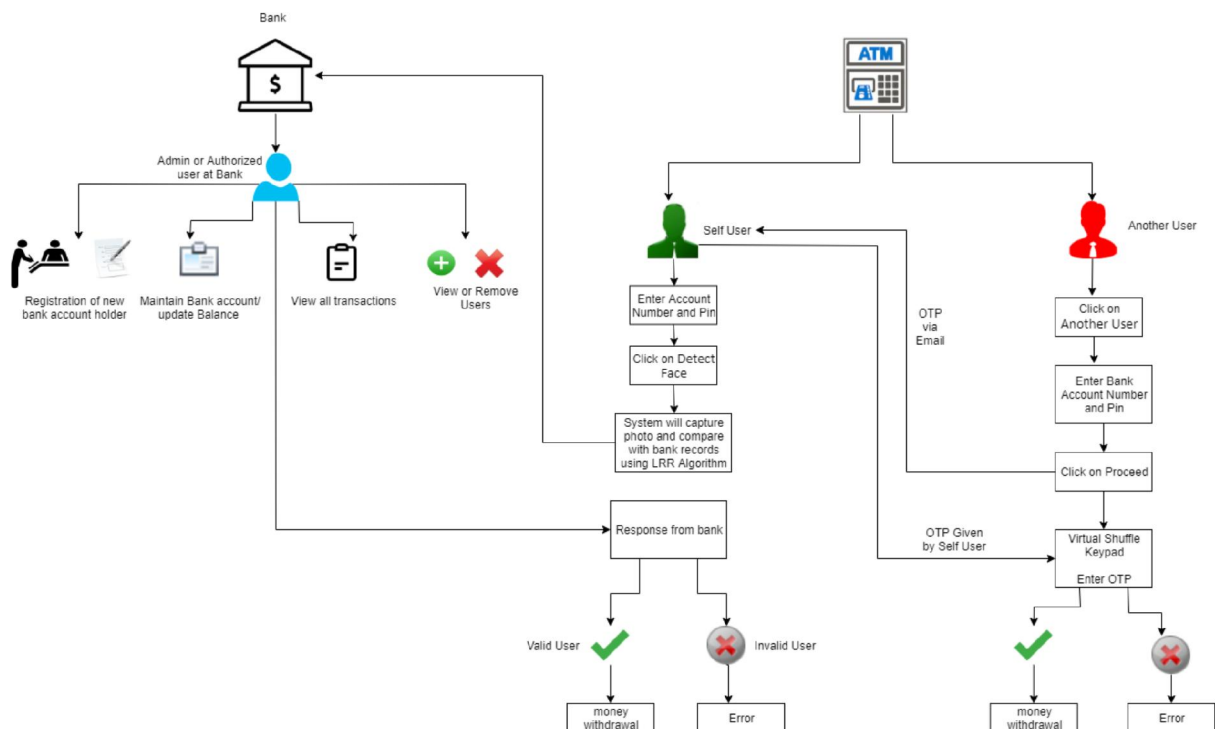 Bank
$
ATM
Admin or Authorized
user at Bank
Registration of new
bank account holder
Maintain Bank account/
update Balance
View all transactions
View or Remove
Users
Self User
Another User
Enter Account
Number and Pin
Click on Detect
Face
System will capture
photo and compare
with bank records
using LRR Algorithm
OTP
via
Email
Click on
Another User
Enter Bank
Account Number
and Pin
Click on Proceed
Response from bank
OTP Given
by Self User
Virtual Shuffle
Keypad
Enter OTP
Valid User
Invalid User
money
withdrawal
Error
money
withdrawal
Error